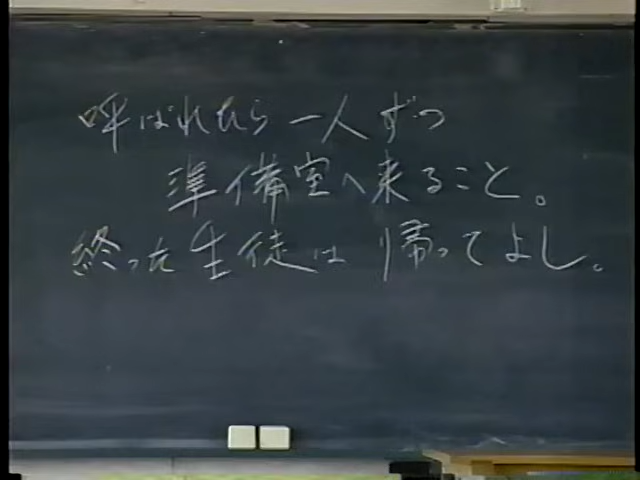 呼ばれたら一人ずつ
準備室へ来ること。
終った生徒は帰ってよし。